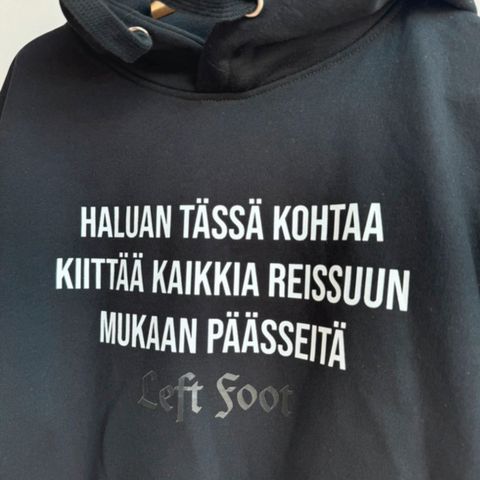 HALUAN TÄSSÄ KOHTAA
KIITTÄÄ KAIKKIA REISSUUN
MUKAAN PÄÄSSEITÄ
Left Foot